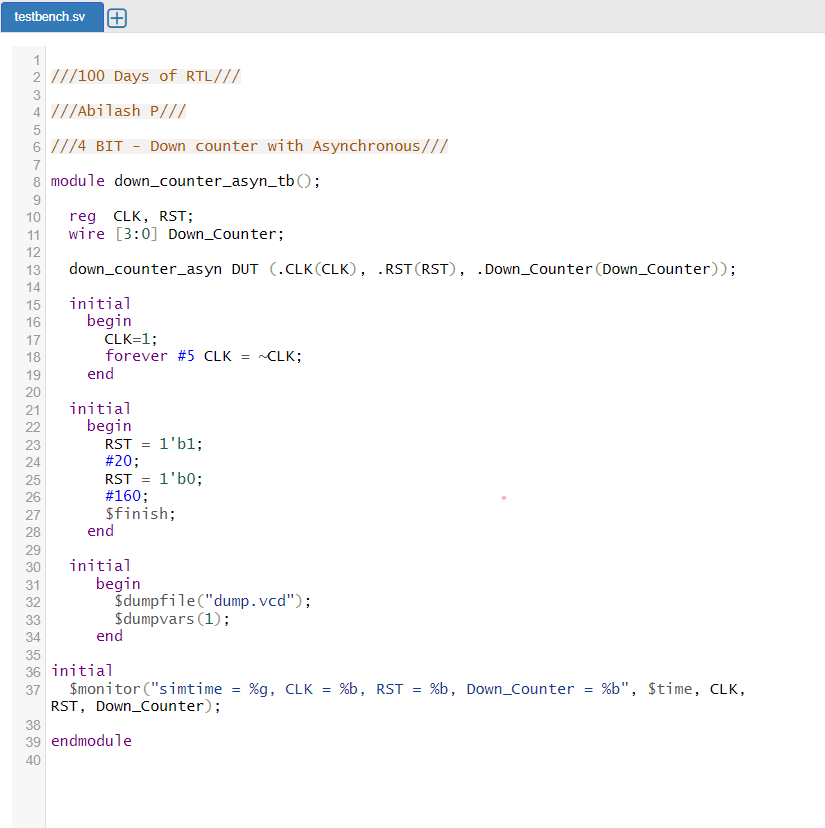 testbench.sv
1
2 ///100 Days of RTL///
3
4 ///Abilash P///
5
6 ///4 BIT - Down counter with Asynchronous///
7
8 module down_counter_asyn_tb();
9
10 reg  CLK, RST;
11 wire [3:0] Down_Counter;
12
13 down_counter_asyn DUT (.CLK(CLK), .RST(RST), .Down_Counter(Down_Counter));
14
15 initial
16 begin
17 CLK=1;
18 forever #5 CLK = ~CLK;
19 end
20
21 initial
22 begin
23 RST = 1'b1;
24 #20;
25 RST = 1'b0;
26 #160;
27 $finish;
28 end
29
30 initial
31 begin
32 $dumpfile("dump.vcd");
33 $dumpvars(1);
34 end
35
36 initial
37 $monitor("simtime = %g, CLK = %b, RST = %b, Down_Counter = %b", $time, CLK,
RST, Down_Counter);
38
39 endmodule
40